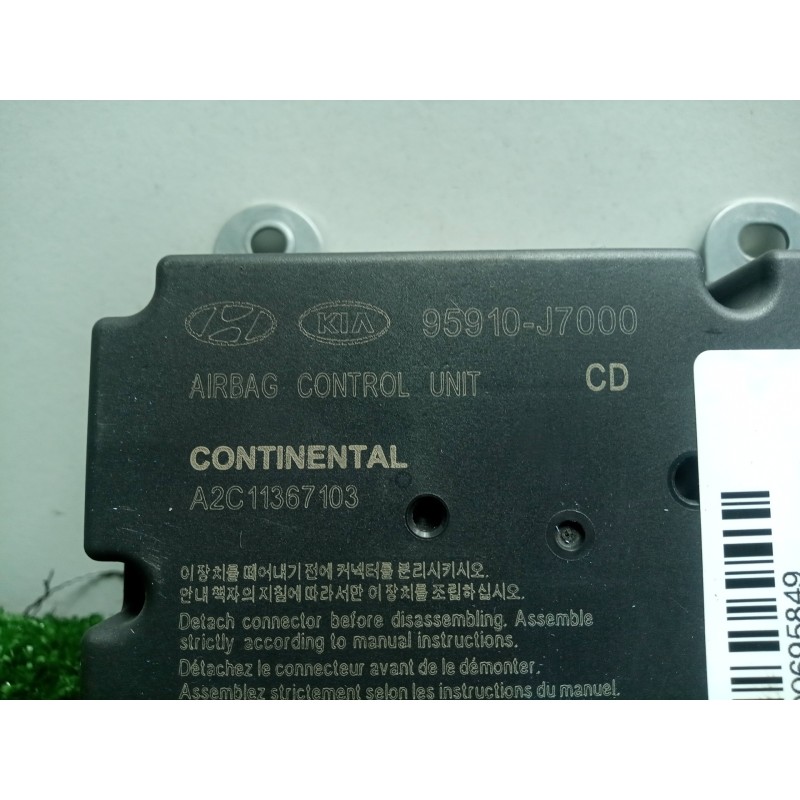 KIA 95910-J7000
AIRBAG CONTROL UNIT CD
CONTINENTAL
A2C11367103
이 장치를 떼어내기 전에 커넥터를 분리시키시오.
안내 책자의 지침에 따라서만 이 장치를 조립하십시오.
Detach connector before disassembling. Assemble
strictly according to manual instructions.
Détachez le connecteur avant de le démonter.
Assemblez strictement selon les instructions du manuel.
00695849